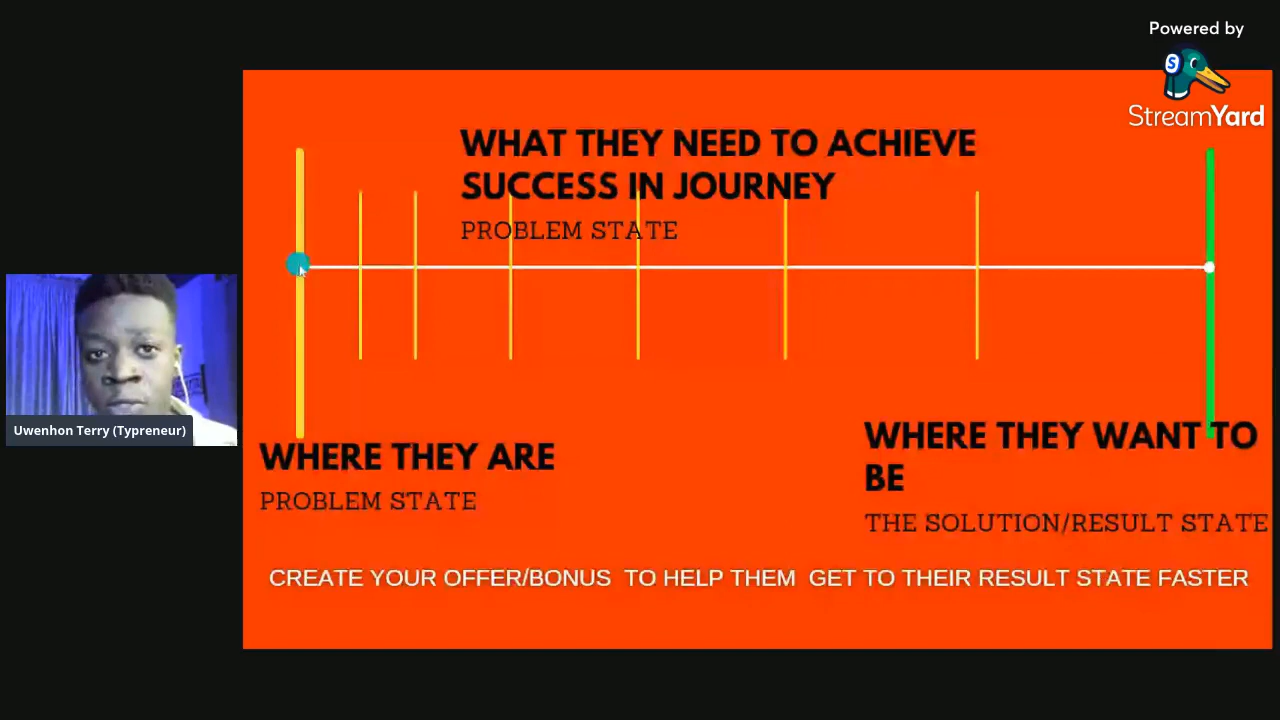 Powered by
StreamYard
WHAT THEY NEED TO ACHIEVE
SUCCESS IN JOURNEY
PROBLEM STATE
Uwenhon Terry (Typreneur)
WHERE THEY ARE
PROBLEM STATE
WHERE THEY WANT TO
BE
THE SOLUTION/RESULT STATE
CREATE YOUR OFFER/BONUS TO HELP THEM GET TO THEIR RESULT STATE FASTER